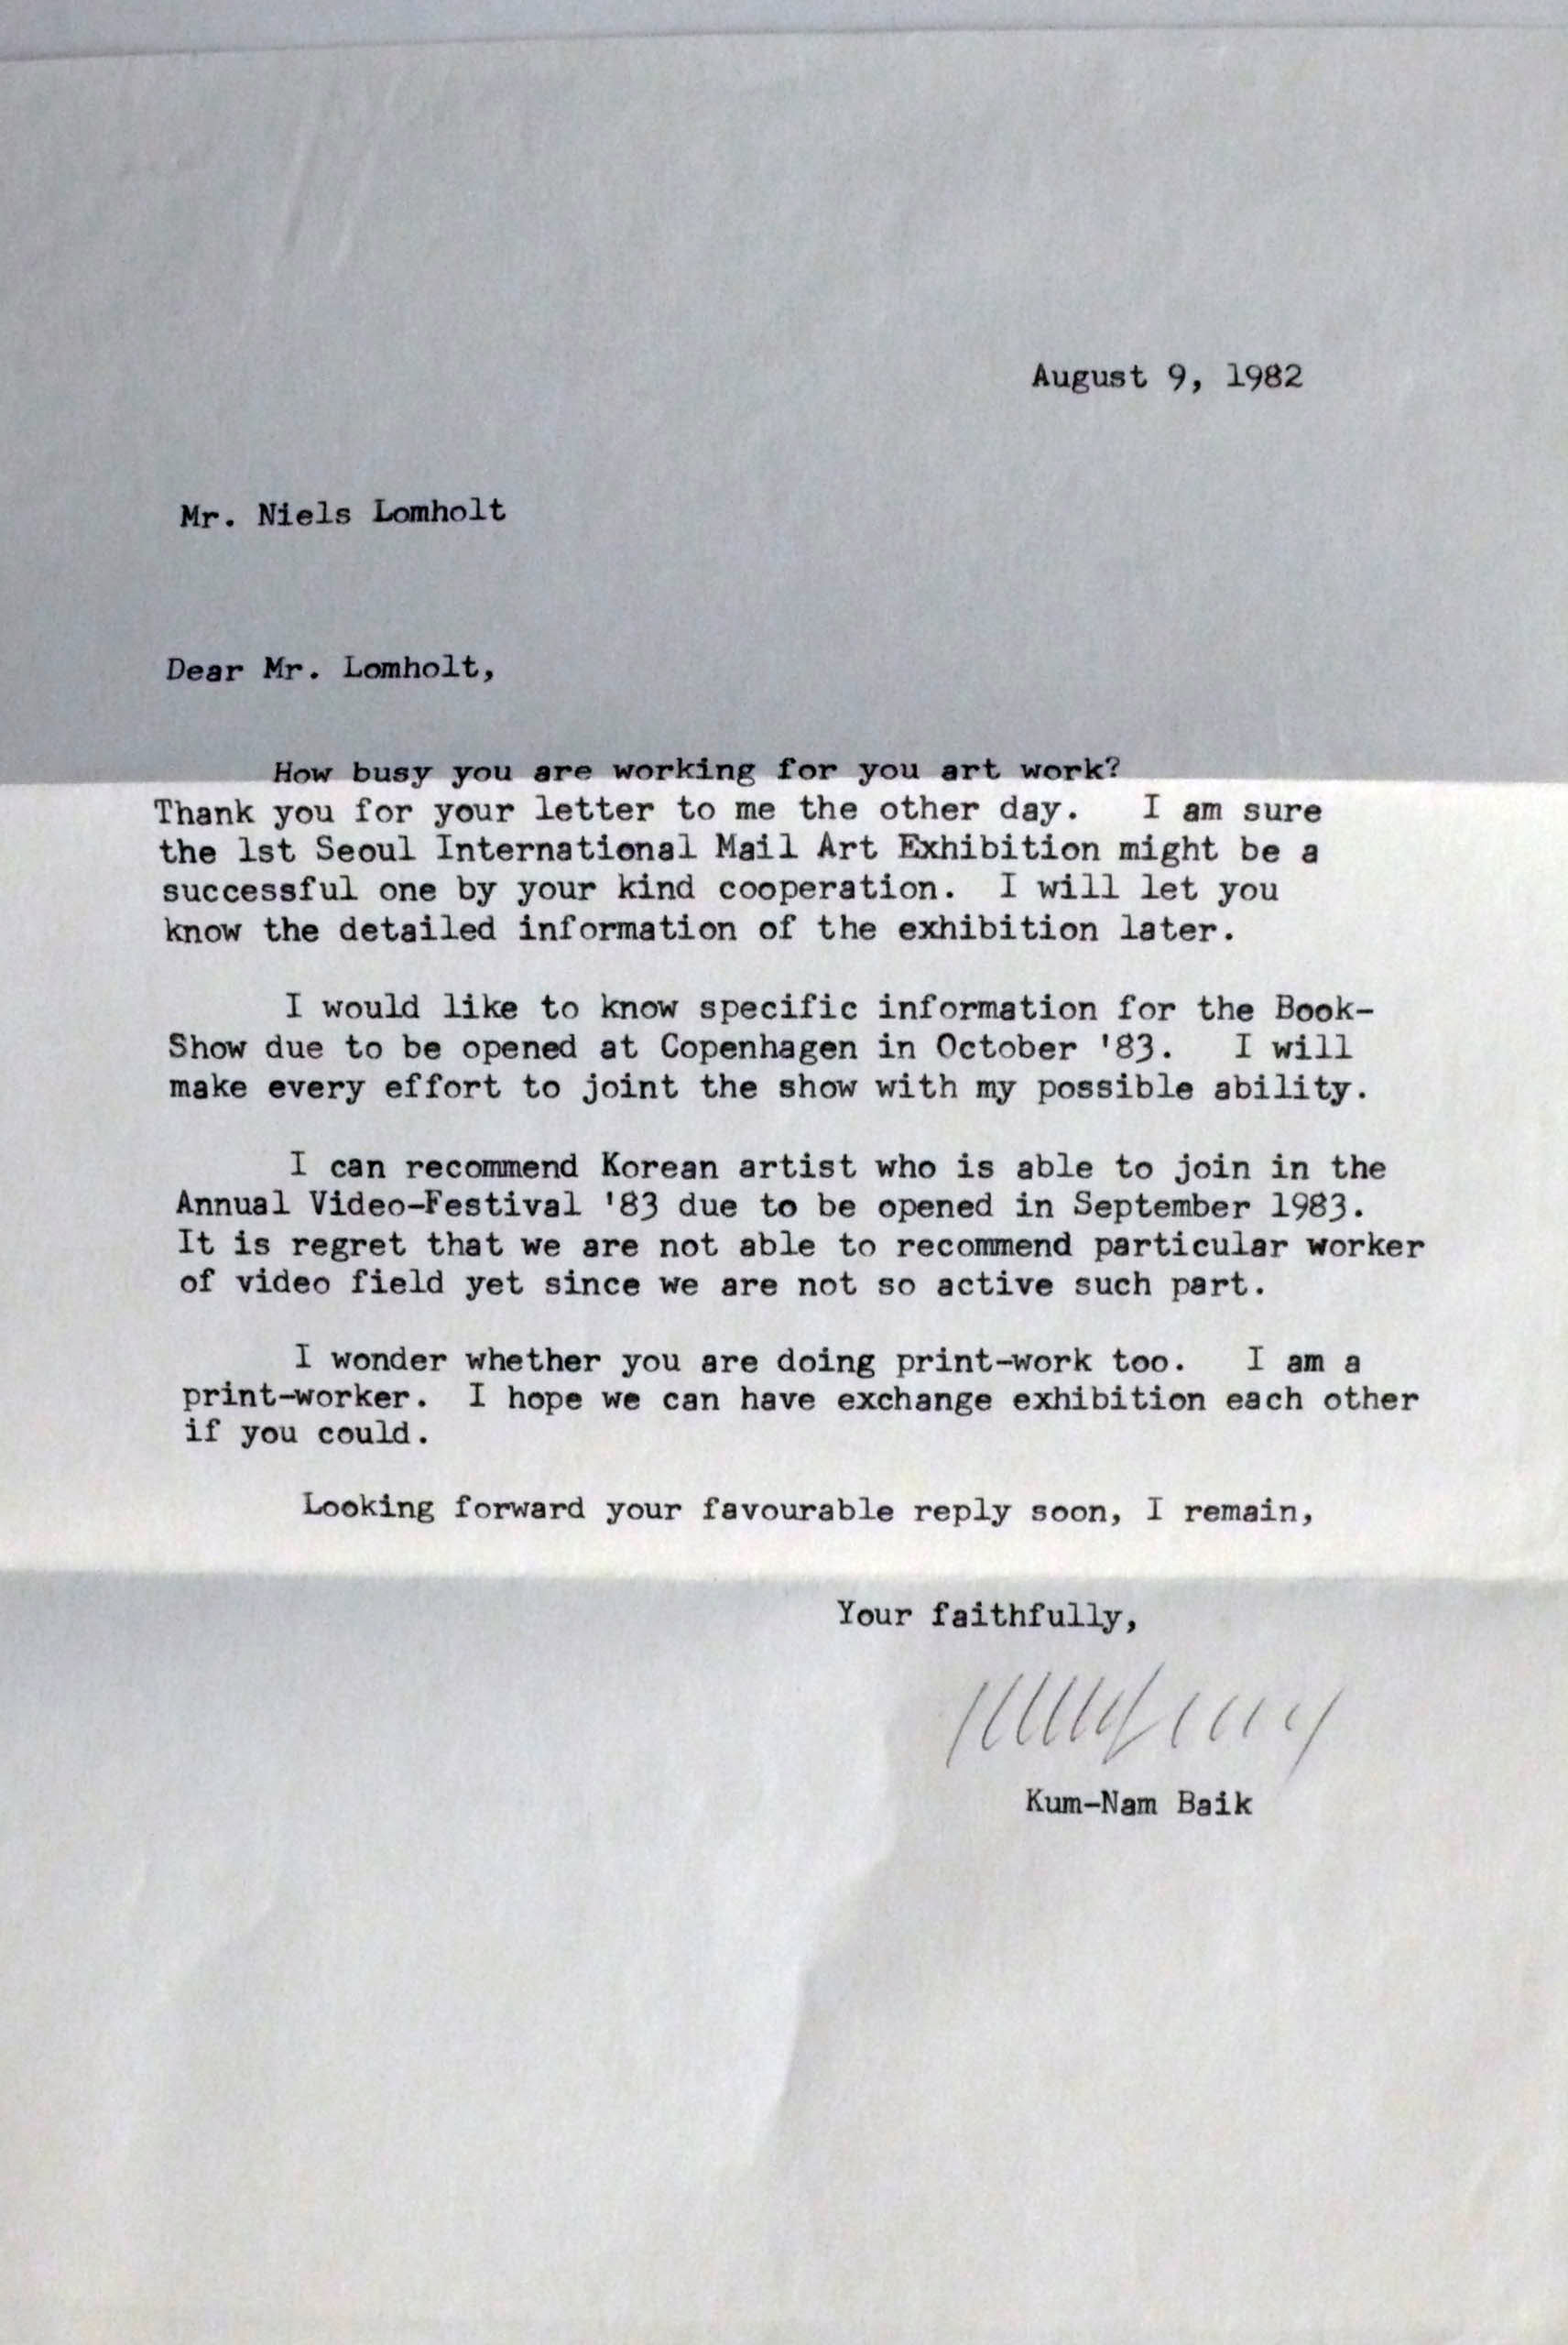 August 9, 1982
Mr. Niels Lomholt
Dear Mr. Lomholt,
How busy you are working for you art work?
Thank you for your letter to me the other day. I am sure
the 1st Seoul International Mail Art Exhibition might be a
successful one by your kind cooperation. I will let you
know the detailed information of the exhibition later.
I would like to know specific information for the Book-
Show due to be opened at Copenhagen in October '83. I will
make every effort to joint the show with my possible ability.
I can recommend Korean artist who is able to join in the
Annual Video-Festival '83 due to be opened in September 1983.
It is regret that we are not able to recommend particular worker
of video field yet since we are not so active such part.
I wonder whether you are doing print-work too. I am a
print-worker. I hope we can have exchange exhibition each other
if you could.
Looking forward your favourable reply soon, I remain,
Your faithfully,
Kum-Nam Baik